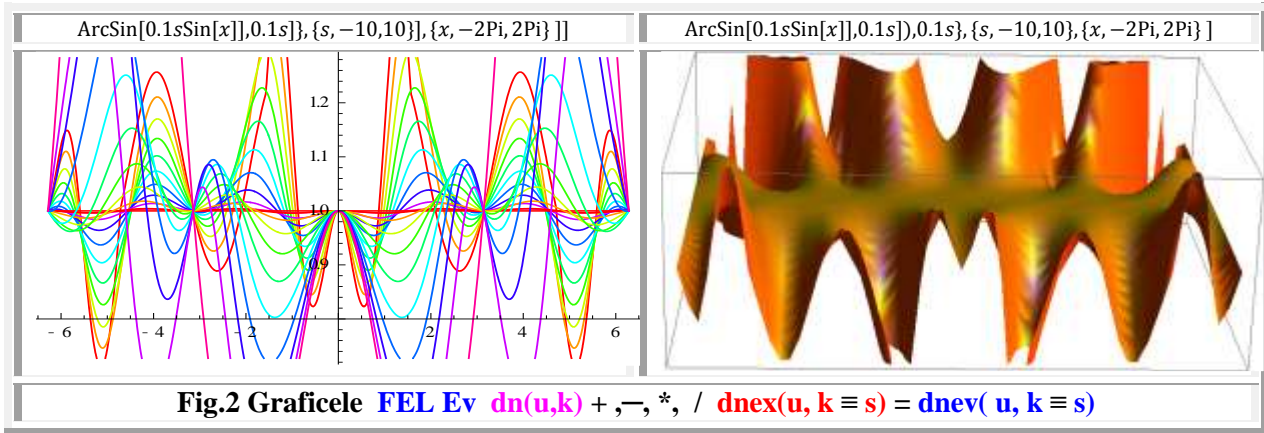 ArcSin[0.1sSin[x]],0.1s]},{s,−10,10}],{x,−2Pi,2Pi} ]]
ArcSin[0.1sSin[x]],0.1s]),0.1s},{s,−10,10},{x,−2Pi,2Pi} ]
1.2
1.1
1.0
0.9
- 6 - 4 - 2 2 4 6
Fig.2 Graficele FEL Ev dn(u,k) + ,―, *, / dnex(u, k ≡ s) = dnev( u, k ≡ s)